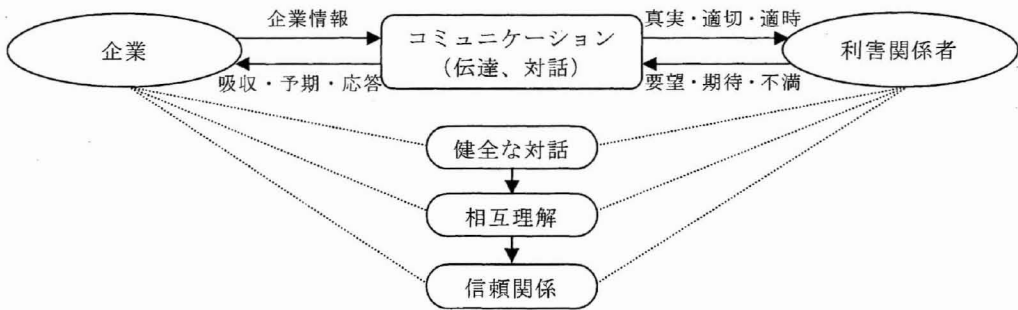 企業情報
真実・適切・適時
企業
コミュニケーション
(伝達、対話)
利害関係者
吸収・予期・応答
要望・期待・不満
健全な対話
相互理解
信頼関係